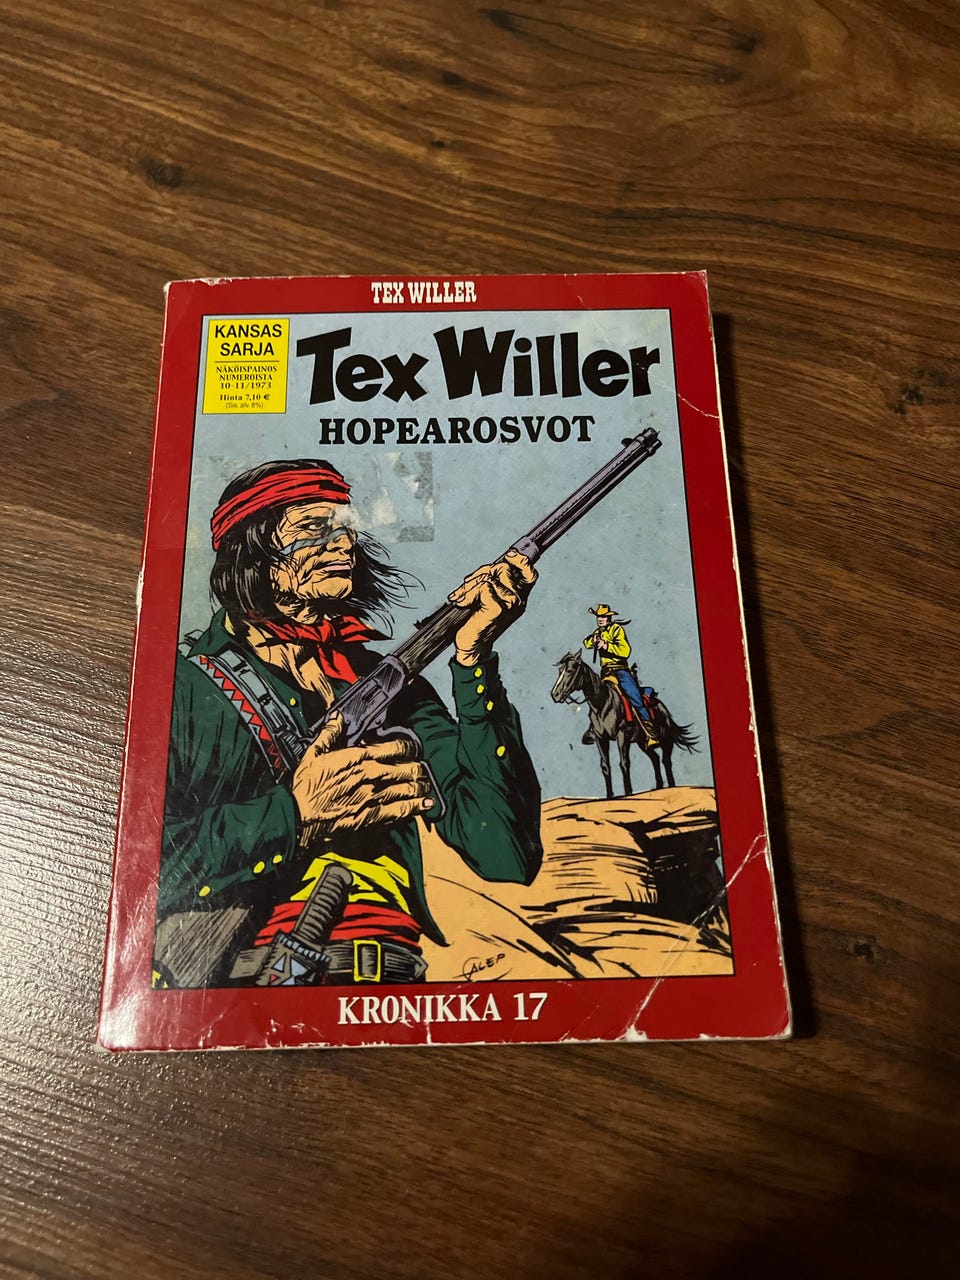 TEX WILLER
KANSAS
SARJA
NÄKÖISPAINOS
NUMEROISTA
10-11/1973
Hinta 7,10 €
(Sis. alv. 8%)
Tex Willer
HOPEAROSVOT
GALEP
KRONIKKA 17